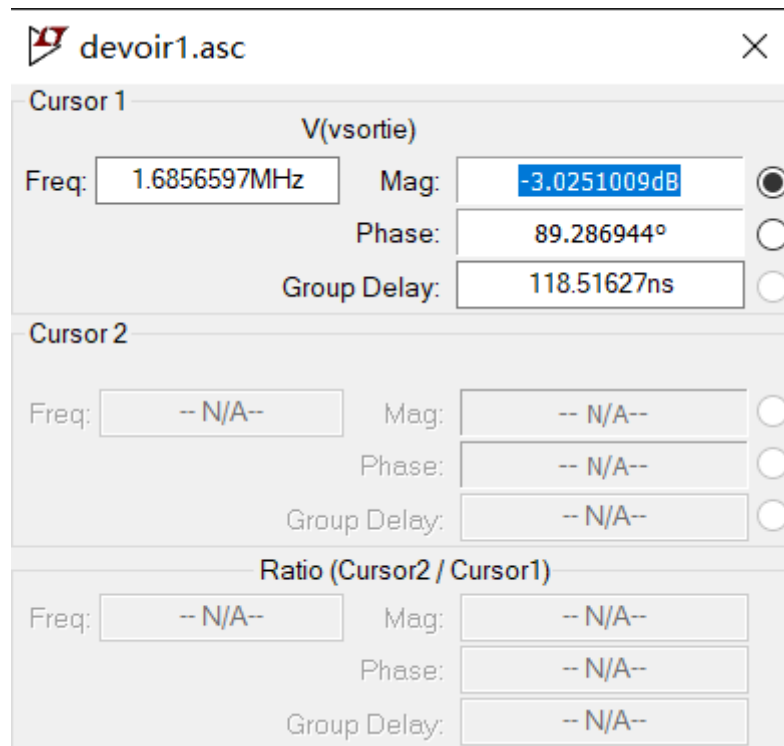 devoir1.asc
Cursor 1
V(vsortie)
Freq: 1.6856597MHz Mag: -3.0251009dB
Phase: 89.286944º
Group Delay: 118.51627ns
Cursor 2
Freq: -- N/A-- Mag: -- N/A--
Phase: -- N/A--
Group Delay: -- N/A--
Ratio (Cursor2 / Cursor1)
Freq: -- N/A-- Mag: -- N/A--
Phase: -- N/A--
Group Delay: -- N/A--